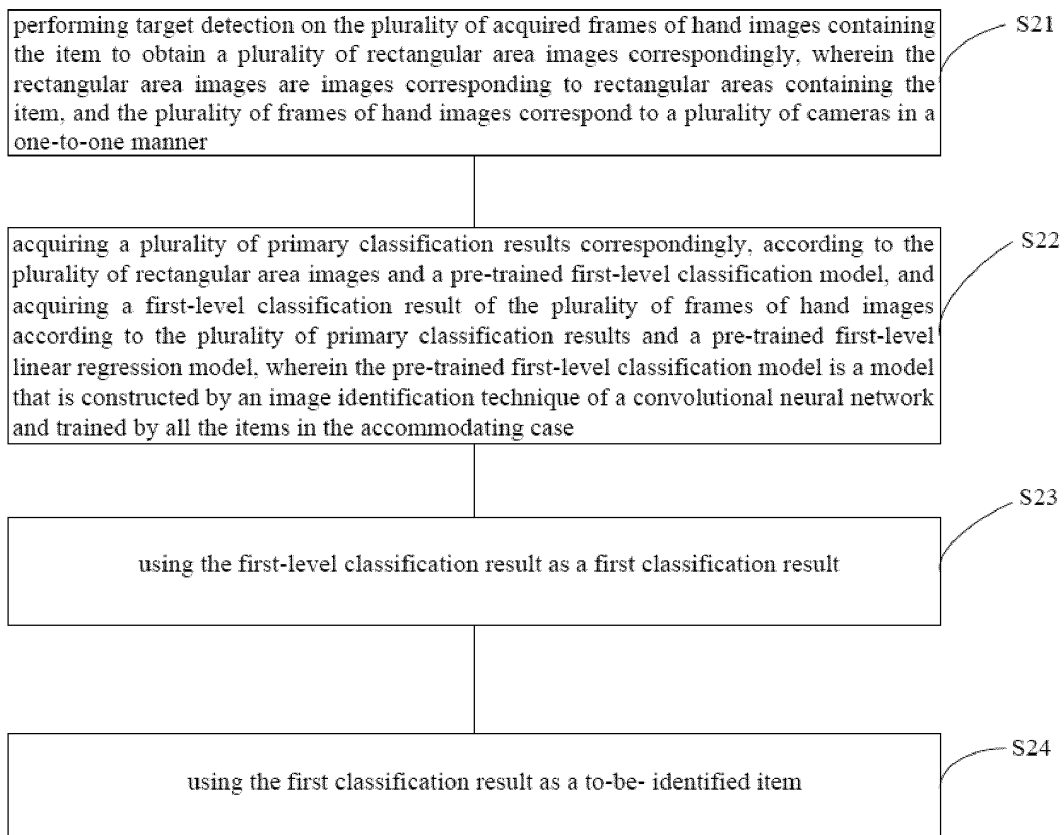 performing target detection on the plurality of acquired frames of hand images containing
the item to obtain a plurality of rectangular area images correspondingly, wherein the
rectangular area images are images corresponding to rectangular areas containing the
item, and the plurality of frames of hand images correspond to a plurality of cameras in a
one-to-one manner
S21
acquiring a plurality of primary classification results correspondingly, according to the
plurality of rectangular area images and a pre-trained first-level classification model, and
acquiring a first-level classification result of the plurality of frames of hand images
according to the plurality of primary classification results and a pre-trained first-level
linear regression model, wherein the pre-trained first-level classification model is a model
that is constructed by an image identification technique of a convolutional neural network
and trained by all the items in the accommodating case
S22
using the first-level classification result as a first classification result
S23
using the first classification result as a to-be- identified item
S24